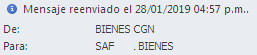 Mensaje reenviado el 28/01/2019 04:57 p.m..
De: BIENES CGN
Para: SAF . BIENES